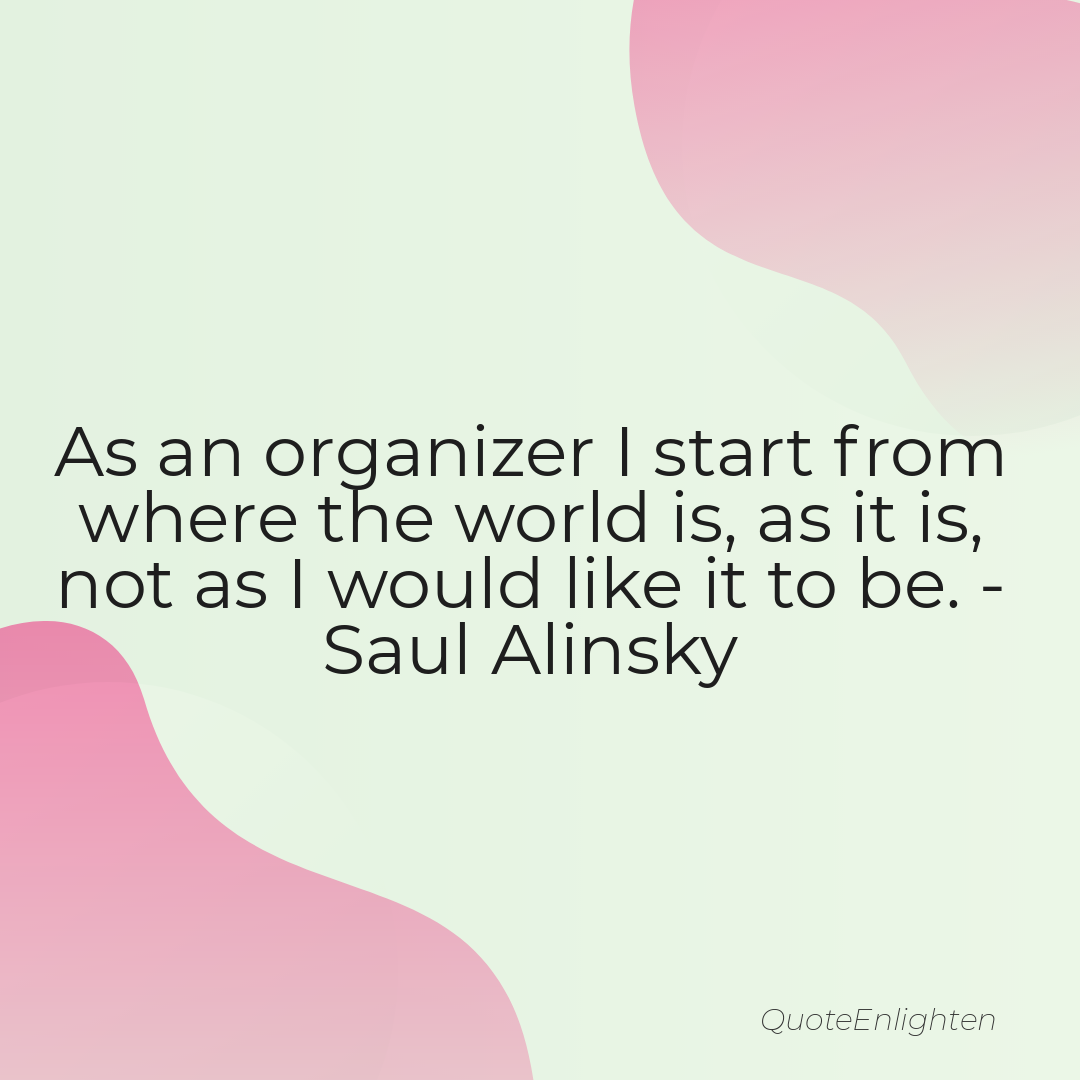 As an organizer I start from
where the world is, as it is,
not as I would like it to be. -
Saul Alinsky
QuoteEnlighten